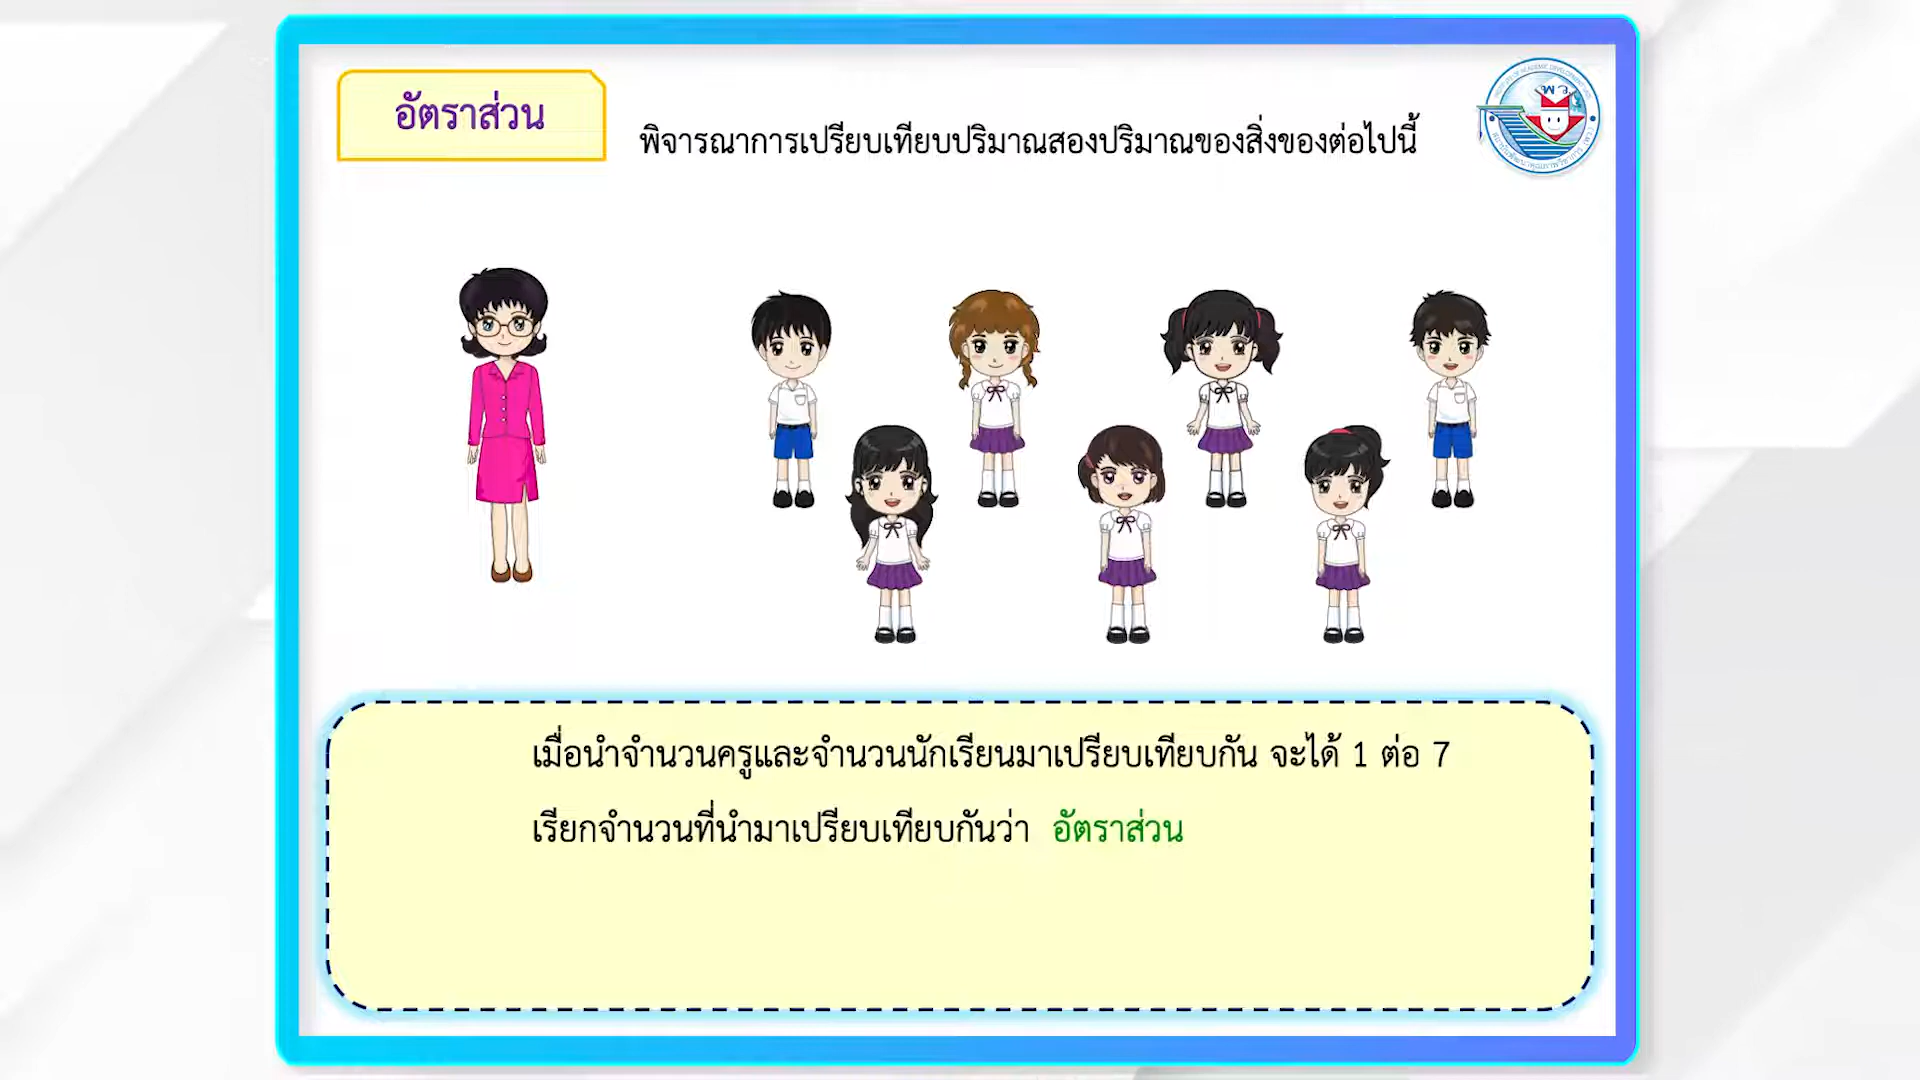 อัตราส่วน
พิจารณาการเปรียบเทียบปริมาณสองปริมาณของสิ่งของต่อไปนี้
พว.
เมื่อนำจำนวนครูและจำนวนนักเรียนมาเปรียบเทียบกัน จะได้ 1 ต่อ 7
เรียกจำนวนที่นำมาเปรียบเทียบกันว่า อัตราส่วน